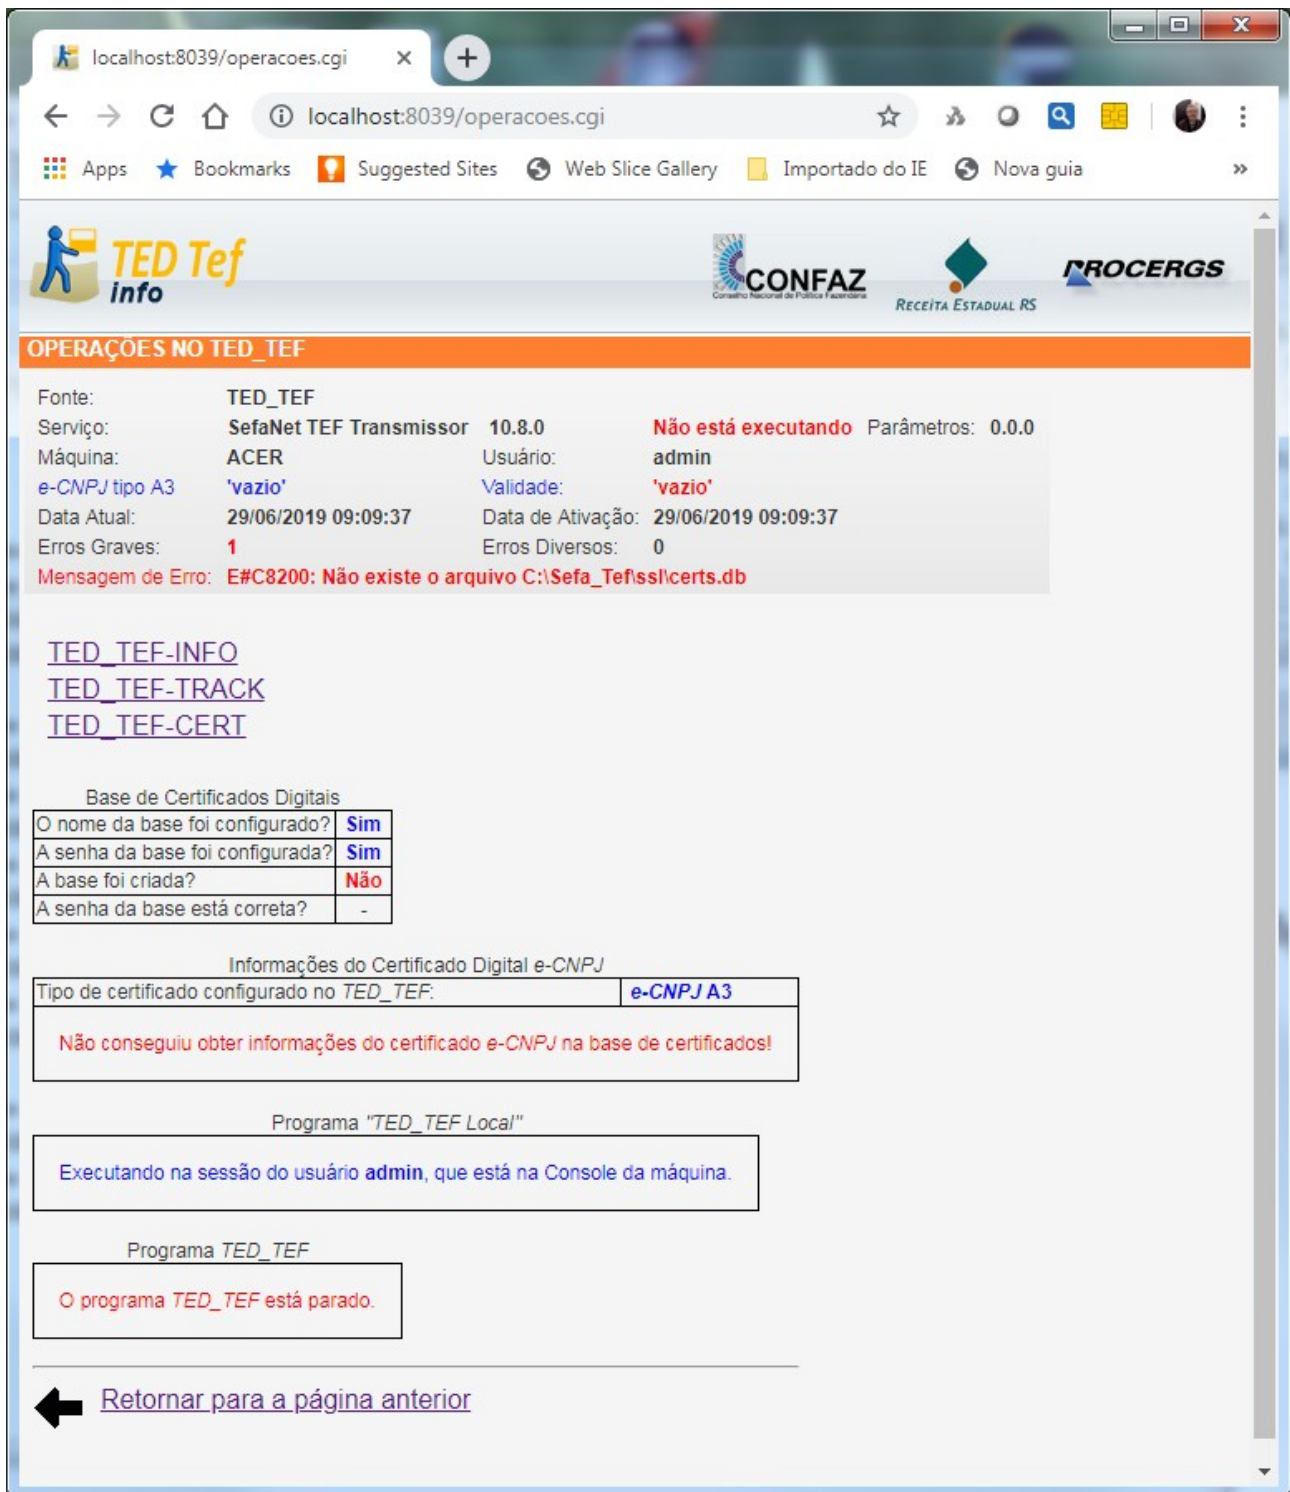 localhost:8039/operacoes.cgi
localhost:8039/operacoes.cgi
Apps Bookmarks Suggested Sites Web Slice Gallery Importado do IE Nova guia »
TED Tef
info
CONFAZ
Conselho Nacional de Política Fazendária
RECEITA ESTADUAL RS
PROCERGS
OPERAÇÕES NO TED_TEF
Fonte: TED_TEF
Serviço: SefaNet TEF Transmissor 10.8.0 Não está executando Parâmetros: 0.0.0
Máquina: ACER Usuário: admin
e-CNPJ tipo A3 'vazio' Validade: 'vazio'
Data Atual: 29/06/2019 09:09:37 Data de Ativação: 29/06/2019 09:09:37
Erros Graves: 1 Erros Diversos: 0
Mensagem de Erro: E#C8200: Não existe o arquivo C:\Sefa_Tef\ssl\certs.db
TED_TEF-INFO
TED_TEF-TRACK
TED_TEF-CERT
Base de Certificados Digitais
O nome da base foi configurado? Sim
A senha da base foi configurada? Sim
A base foi criada? Não
A senha da base está correta? -
Informações do Certificado Digital e-CNPJ
Tipo de certificado configurado no TED_TEF: e-CNPJ A3
Não conseguiu obter informações do certificado e-CNPJ na base de certificados!
Programa "TED_TEF Local"
Executando na sessão do usuário admin, que está na Console da máquina.
Programa TED_TEF
O programa TED_TEF está parado.
Retornar para a página anterior